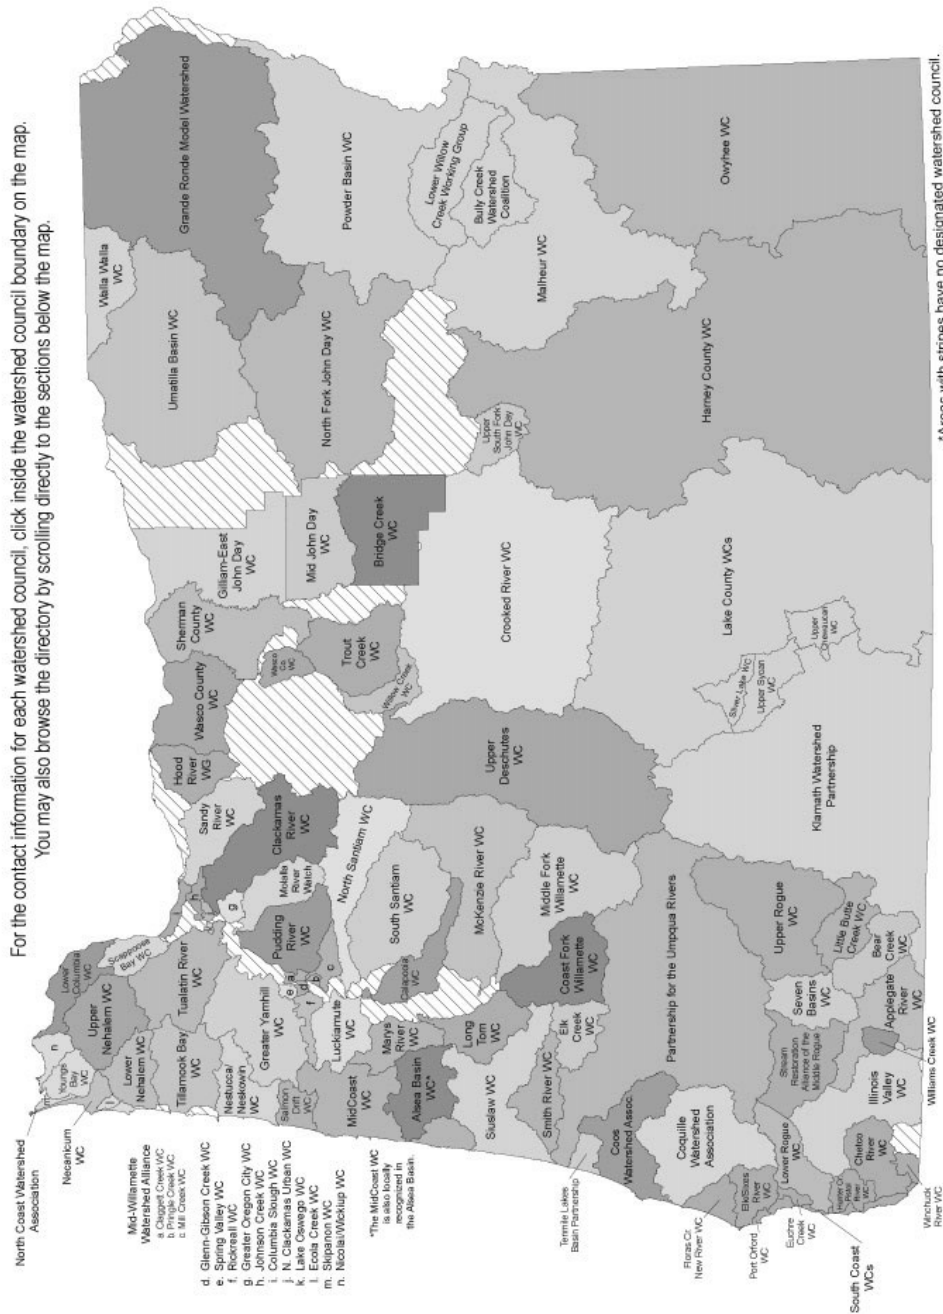 For the contact information for each watershed council, click inside the watershed council boundary on the map.
You may also browse the directory by scrolling directly to the sections below the map.
North Coast Watershed
Association
Necanicum
WC
Mid-Willamette
Watershed Alliance
a. Claggett Creek WC
b. Pringle Creek WC
c. Mill Creek WC
d. Glenn-Gibson Creek WC
e. Spring Valley WC
f. Rickreall WC
g. Greater Oregon City WC
h. Johnson Creek WC
i. Columbia Slough WC
j. N. Clackamas Urban WC
k. Lake Oswego WC
l. Ecola Creek WC
m. Skipanon WC
n. Nicolai/Wickiup WC
*The MidCoast WC
is also locally
recognized in
the Alsea Basin.
Tenmile Lakes
Basin Partnership
Floras Cr.
New River WC
Port Orford
WC
Euchre
Creek
WC
South Coast
WCs
Winchuck
River WC
Williams Creek WC
n
Youngs
Bay
WC
l
Lower
Columbia
WC
Upper
Nehalem WC
Scappoose
Bay WC
Lower
Nehalem WC
Tillamook Bay
WC
Tualatin River
WC
Nestucca/
Neskowin
WC
Greater Yamhill
WC
Salmon
Drift
WC
MidCoast
WC
Luckiamute
WC
Marys
River
WC
Alsea Basin
WC*
Long
Tom
WC
Siuslaw WC
Smith River WC
Elk
Creek
WC
Coos
Watershed Assoc.
Coquille
Watershed Association
Elk/Sixes
River
WC
Lower Rogue
WC
Chetco
River
WC
Illinois
Valley
WC
Stream
Restoration
Alliance of the
Middle Rogue
Seven
Basins
WC
Applegate
River
WC
Bear
Creek
WC
Little Butte
Creek WC
Upper Rogue
WC
Partnership for the Umpqua Rivers
Coast Fork
Willamette
WC
Middle Fork
Willamette
WC
McKenzie River WC
Calapooia
WC
South Santiam
WC
North Santiam WC
Pudding
River
WC
a
b
c
d
e
f
g
h
Molalla
River
Watch
Clackamas
River
WC
Sandy
River
WC
Hood
River
WG
Wasco County
WC
Sherman
County
WC
Wasco
Co
WC
Trout
Creek
WC
Willow Creek
WC
Upper
Deschutes
WC
Klamath Watershed
Partnership
Silver Lake WC
Upper Sycan
WC
Upper
Chewaucan
WC
Lake County WCs
Crooked River WC
Bridge Creek
WC
Mid John Day
WC
Gilliam-East
John Day
WC
Umatilla Basin WC
Walla Walla
WC
Grande Ronde Model Watershed
North Fork John Day WC
Powder Basin WC
Upper
South Fork
John Day
WC
Lower Willow
Creek Working Group
Bully Creek
Watershed
Coalition
Malheur WC
Harney County WC
Owyhee WC
*Areas with stripes have no designated watershed council.